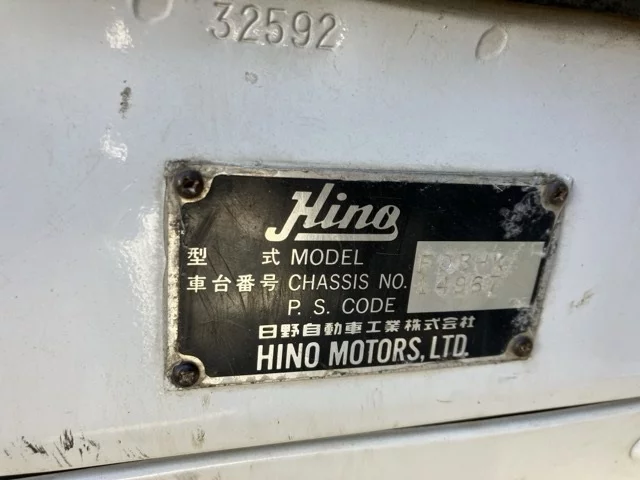 32592
Hino
型 式 MODEL
車台番号 CHASSIS NO. 14967
P. S. CODE
日野自動車工業株式会社
HINO MOTORS, LTD.